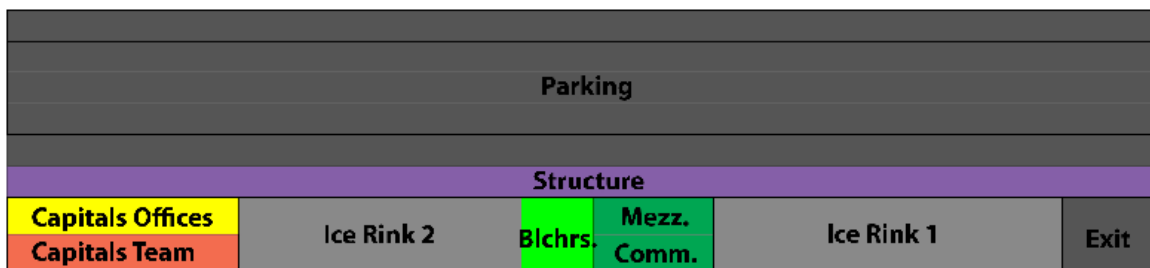 Parking
Structure
Capitals Offices
Capitals Team
Ice Rink 2
Blchrs.
Mezz.
Comm.
Ice Rink 1
Exit